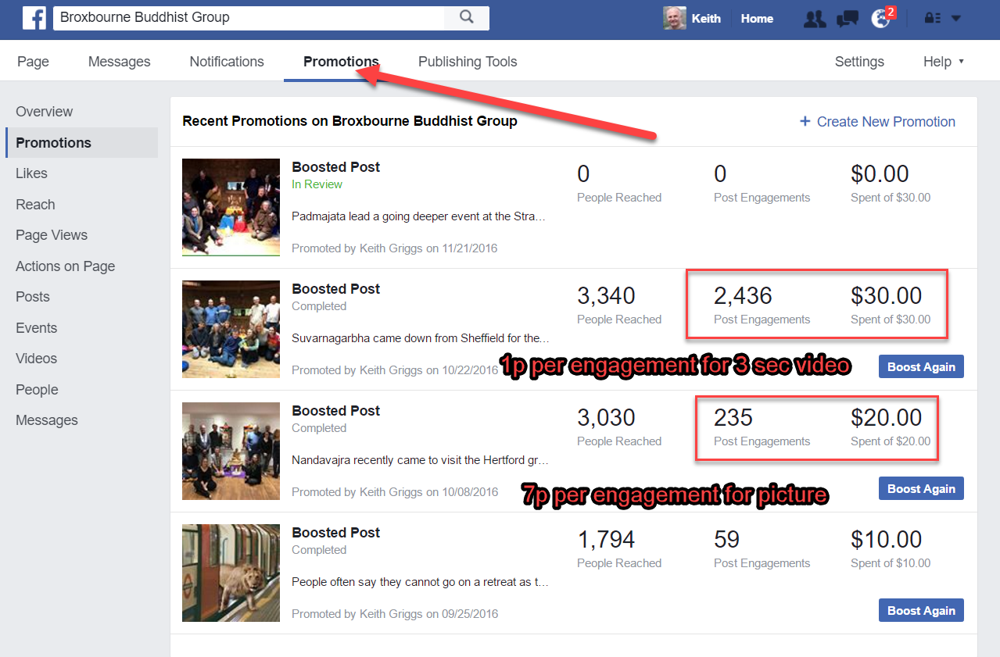 f
Broxbourne Buddhist Group
Keith
Home
2
Page
Messages
Notifications
Promotions
Publishing Tools
Settings
Help
Overview
Promotions
Likes
Reach
Page Views
Actions on Page
Posts
Events
Videos
People
Messages
Recent Promotions on Broxbourne Buddhist Group
+ Create New Promotion
Boosted Post
In Review
Padmajata lead a going deeper event at the Stra…
Promoted by Keith Griggs on 11/21/2016
0
People Reached
0
Post Engagements
$0.00
Spent of $30.00
Boosted Post
Completed
Suvarnagarbha came down from Sheffield for the…
Promoted by Keith Griggs on 10/22/2016
3,340
People Reached
2,436
Post Engagements
$30.00
Spent of $30.00
1p per engagement for 3 sec video
Boost Again
Boosted Post
Completed
Nandavajra recently came to visit the Hertford gr…
Promoted by Keith Griggs on 10/08/2016
3,030
People Reached
235
Post Engagements
$20.00
Spent of $20.00
7p per engagement for picture
Boost Again
Boosted Post
Completed
People often say they cannot go on a retreat as t…
Promoted by Keith Griggs on 09/25/2016
1,794
People Reached
59
Post Engagements
$10.00
Spent of $10.00
Boost Again